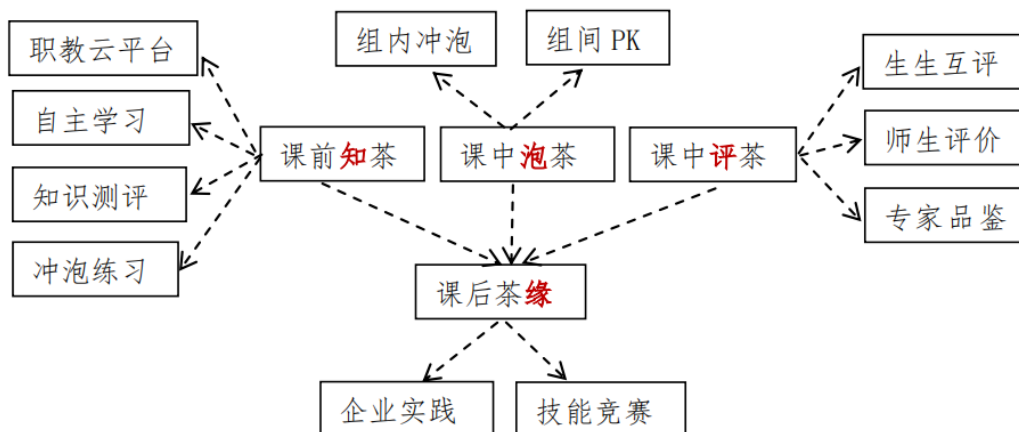 组内冲泡
组间 PK
职教云平台
自主学习
知识测评
冲泡练习
课前知茶
课中泡茶
课中评茶
生生互评
师生评价
专家品鉴
课后茶缘
企业实践
技能竞赛